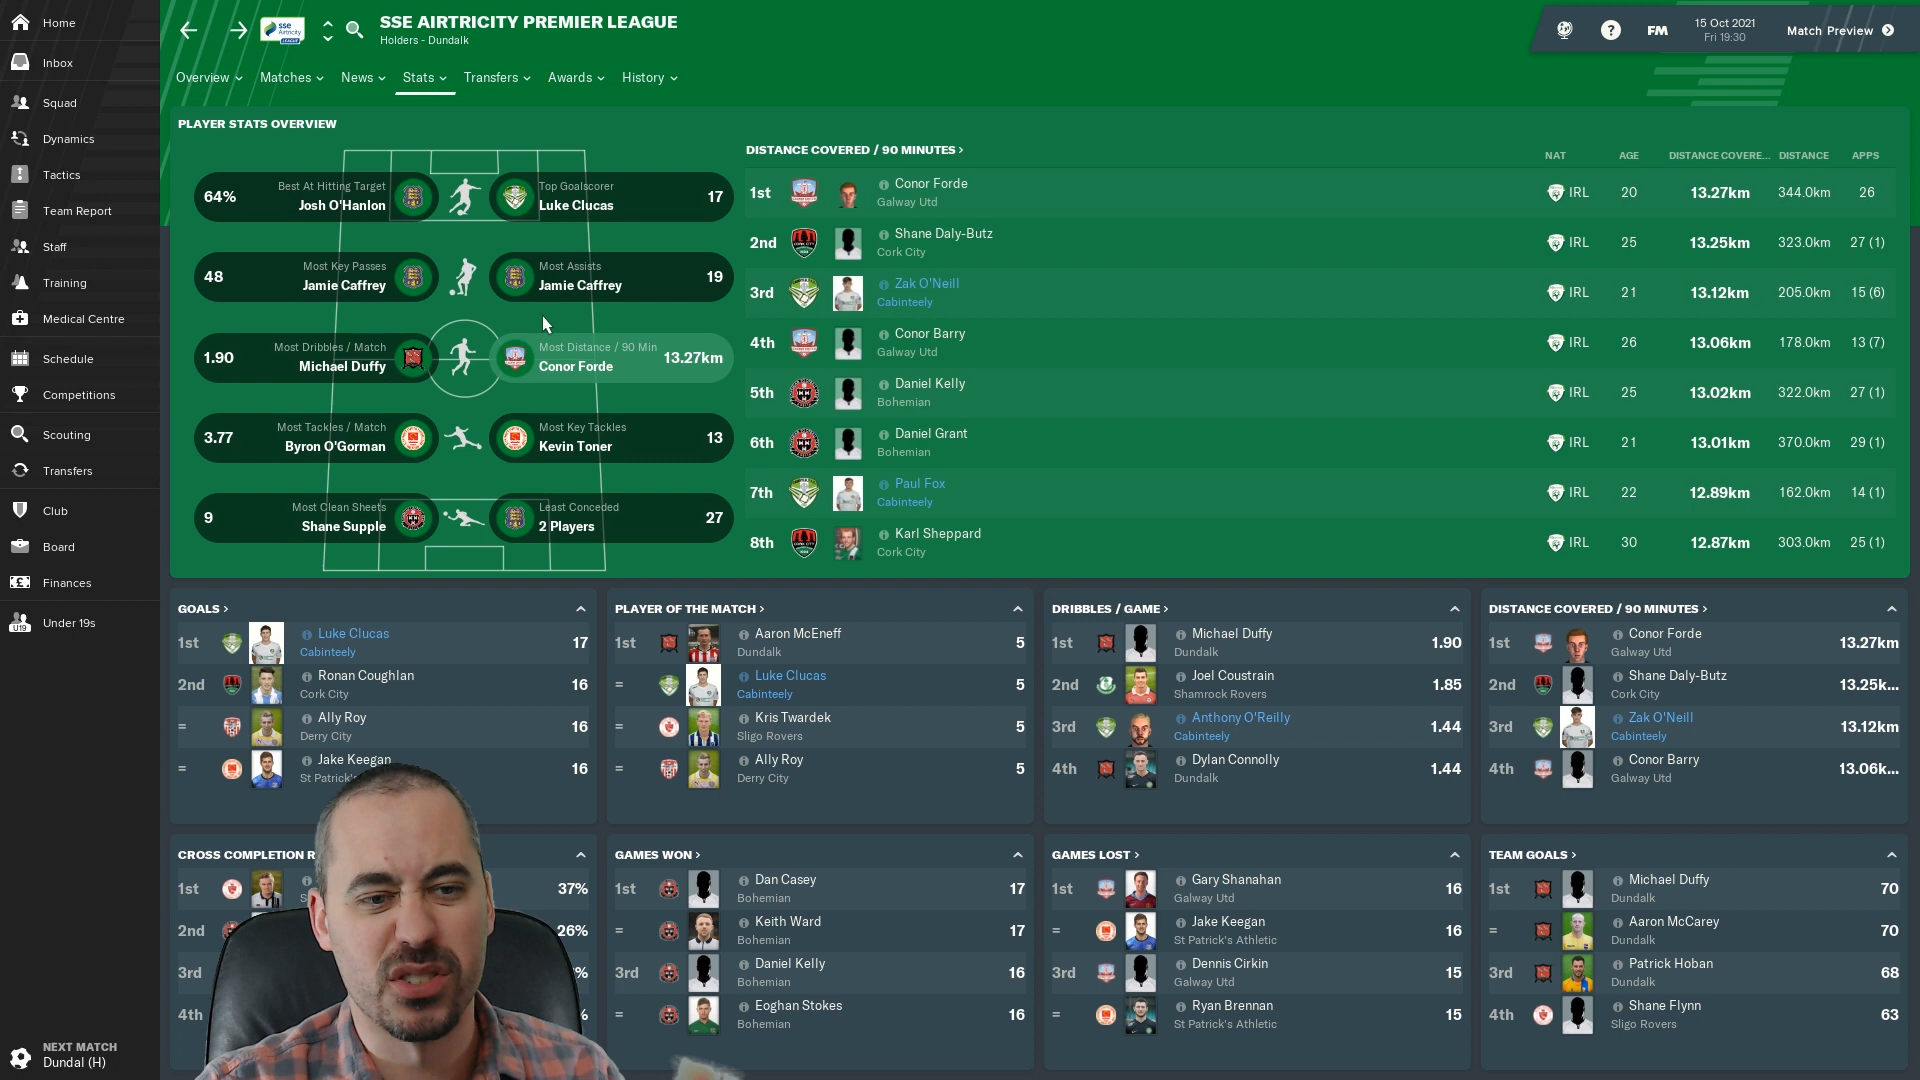 Home
Inbox
Squad
Dynamics
Tactics
Team Report
Staff
Training
Medical Centre
Schedule
Competitions
Scouting
Transfers
Club
Board
Finances
U19
Under 19s
NEXT MATCH
Dundal (H)
sse
Airtricity
LEAGUE
SSE AIRTRICITY PREMIER LEAGUE
Holders - Dundalk
?
FM
15 Oct 2021
Fri 19:30
Match Preview
Overview Matches News Stats Transfers Awards History
PLAYER STATS OVERVIEW
64% Best At Hitting Target
Josh O'Hanlon
Top Goalscorer
Luke Clucas 17
48 Most Key Passes
Jamie Caffrey
Most Assists
Jamie Caffrey 19
1.90 Most Dribbles / Match
Michael Duffy
Most Distance / 90 Min
Conor Forde 13.27km
3.77 Most Tackles / Match
Byron O'Gorman
Most Key Tackles
Kevin Toner 13
9 Most Clean Sheets
Shane Supple
Least Conceded
2 Players 27
DISTANCE COVERED / 90 MINUTES >
NAT AGE DISTANCE COVERE... DISTANCE APPS
1st Conor Forde IRL 20 13.27km 344.0km 26
Galway Utd
2nd Shane Daly-Butz IRL 25 13.25km 323.0km 27 (1)
Cork City
3rd Zak O'Neill IRL 21 13.12km 205.0km 15 (6)
Cabinteely
4th Conor Barry IRL 26 13.06km 178.0km 13 (7)
Galway Utd
5th Daniel Kelly IRL 25 13.02km 322.0km 27 (1)
Bohemian
6th Daniel Grant IRL 21 13.01km 370.0km 29 (1)
Bohemian
7th Paul Fox IRL 22 12.89km 162.0km 14 (1)
Cabinteely
8th Karl Sheppard IRL 30 12.87km 303.0km 25 (1)
Cork City
GOALS >
1st Luke Clucas 17
Cabinteely
2nd Ronan Coughlan 16
Cork City
= Ally Roy 16
Derry City
= Jake Keegan 16
St Patrick's
PLAYER OF THE MATCH >
1st Aaron McEneff 5
Dundalk
= Luke Clucas 5
Cabinteely
= Kris Twardek 5
Sligo Rovers
= Ally Roy 5
Derry City
DRIBBLES / GAME >
1st Michael Duffy 1.90
Dundalk
2nd Joel Coustrain 1.85
Shamrock Rovers
3rd Anthony O'Reilly 1.44
Cabinteely
4th Dylan Connolly 1.44
Dundalk
DISTANCE COVERED / 90 MINUTES >
1st Conor Forde 13.27km
Galway Utd
2nd Shane Daly-Butz 13.25k...
Cork City
3rd Zak O'Neill 13.12km
Cabinteely
4th Conor Barry 13.06k...
Galway Utd
CROSS COMPLETION R
1st 37%
S
2nd 26%
3rd %
4th %
GAMES WON >
1st Dan Casey 17
Bohemian
= Keith Ward 17
Bohemian
3rd Daniel Kelly 16
Bohemian
= Eoghan Stokes 16
Bohemian
GAMES LOST >
1st Gary Shanahan 16
Galway Utd
= Jake Keegan 16
St Patrick's Athletic
3rd Dennis Cirkin 15
Galway Utd
= Ryan Brennan 15
St Patrick's Athletic
TEAM GOALS >
1st Michael Duffy 70
Dundalk
= Aaron McCarey 70
Dundalk
3rd Patrick Hoban 68
Dundalk
4th Shane Flynn 63
Sligo Rovers